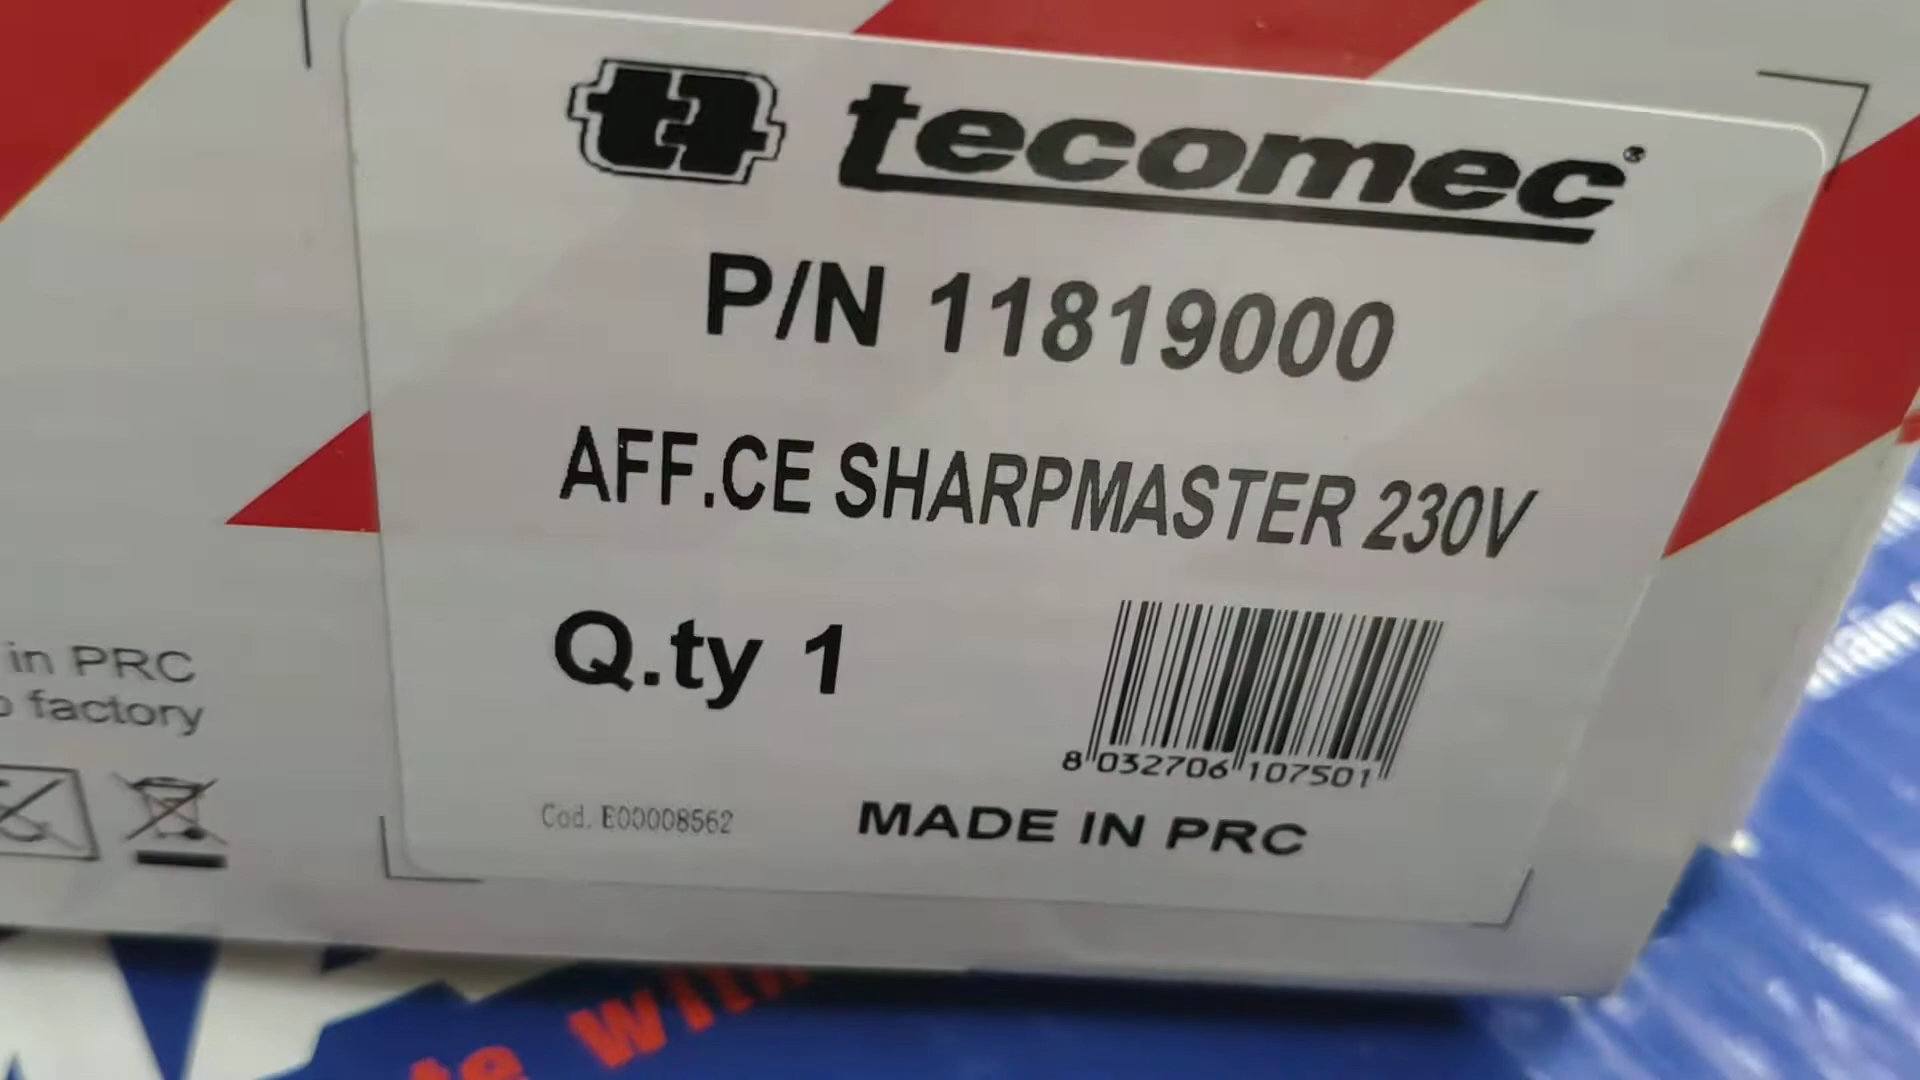 tecomec®
P/N 11819000
AFF.CE SHARPMASTER 230V
Q.ty 1
8 032706 107501
Cod. E00008562
MADE IN PRC
in PRC
factory
with